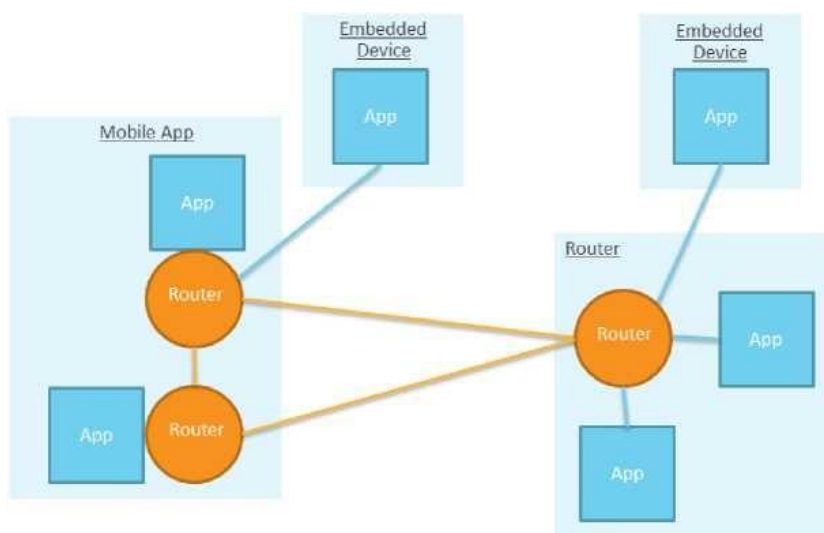 Embedded
Device
App
Embedded
Device
App
Mobile App
App
Router
App
Router
Router
Router
App
App